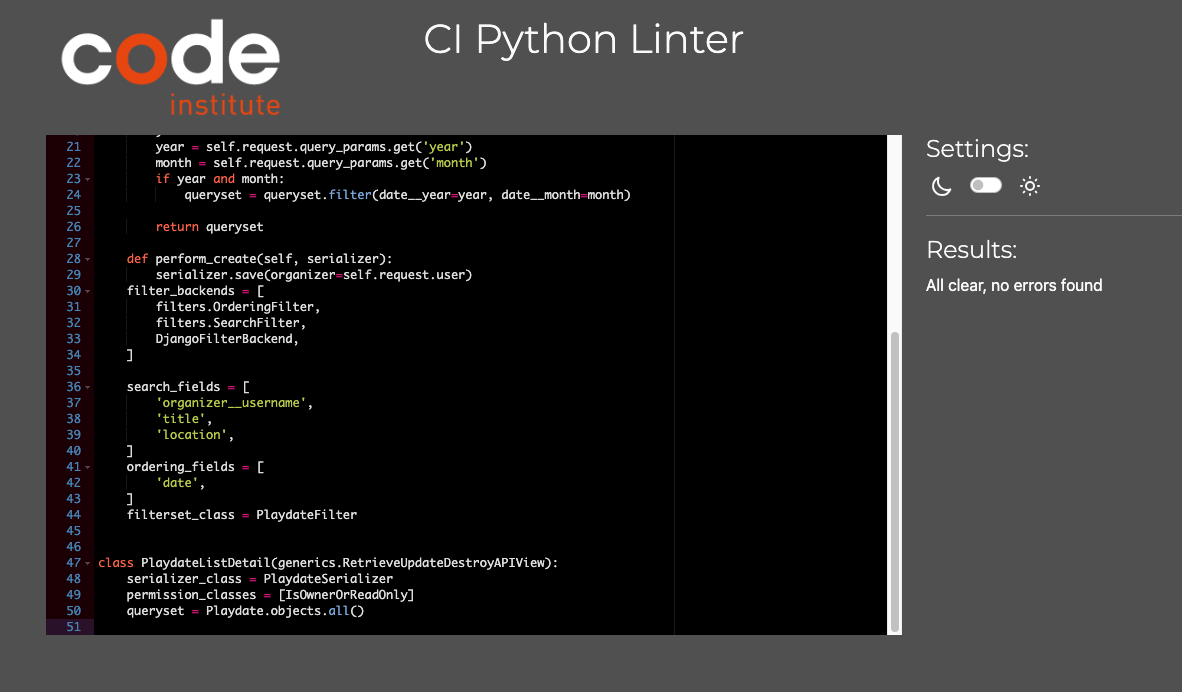 code
institute
CI Python Linter
21 year = self.request.query_params.get('year')
22 month = self.request.query_params.get('month')
23 if year and month:
24 queryset = queryset.filter(date__year=year, date__month=month)
25
26 return queryset
27
28 def perform_create(self, serializer):
29 serializer.save(organizer=self.request.user)
30 filter_backends = [
31 filters.OrderingFilter,
32 filters.SearchFilter,
33 DjangoFilterBackend,
34 ]
35
36 search_fields = [
37 'organizer__username',
38 'title',
39 'location',
40 ]
41 ordering_fields = [
42 'date',
43 ]
44 filterset_class = PlaydateFilter
45
46
47 class PlaydateListDetail(generics.RetrieveUpdateDestroyAPIView):
48 serializer_class = PlaydateSerializer
49 permission_classes = [IsOwnerOrReadOnly]
50 queryset = Playdate.objects.all()
51
Settings:
Results:
All clear, no errors found